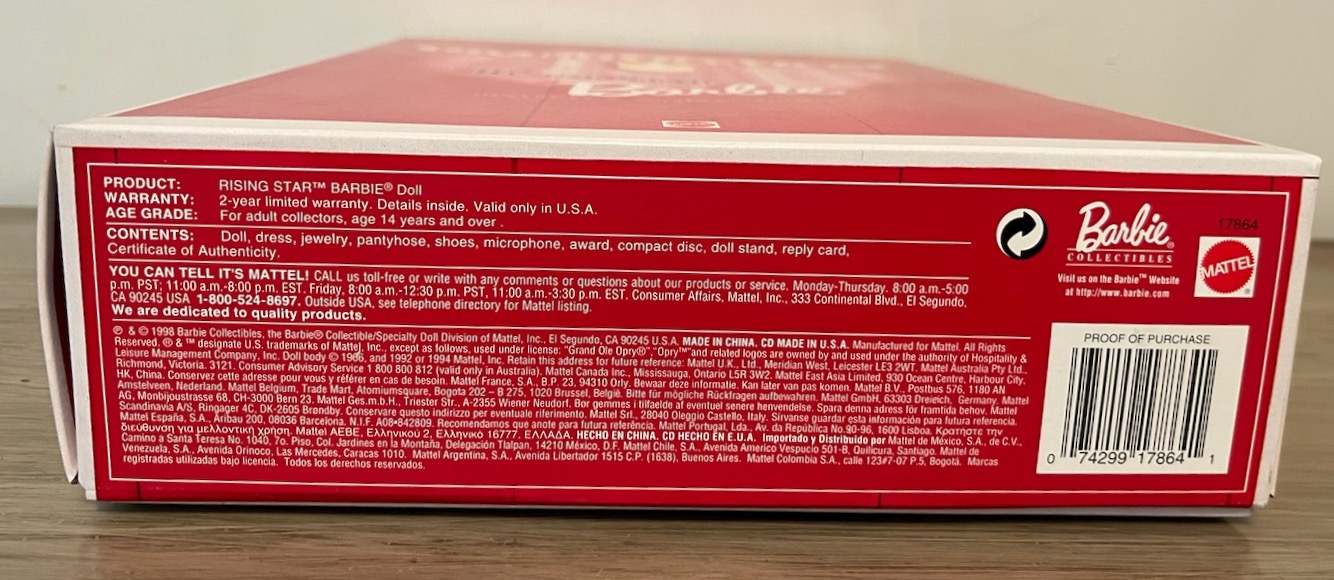 Barbie
PRODUCT: RISING STAR™ BARBIE® Doll
WARRANTY: 2-year limited warranty. Details inside. Valid only in U.S.A.
AGE GRADE: For adult collectors, age 14 years and over .
CONTENTS: Doll, dress, jewelry, pantyhose, shoes, microphone, award, compact disc, doll stand, reply card,
Certificate of Authenticity.
YOU CAN TELL IT'S MATTEL! CALL us toll-free or write with any comments or questions about our products or service. Monday-Thursday. 8:00 a.m.-5:00
p.m. PST; 11:00 a.m.-8:00 p.m. EST. Friday, 8:00 a.m.-12:30 p.m. PST, 11:00 a.m.-3:30 p.m. EST. Consumer Affairs, Mattel, Inc., 333 Continental Blvd., El Segundo,
CA 90245 USA 1-800-524-8697. Outside USA, see telephone directory for Mattel listing.
We are dedicated to quality products.
℗ & © 1998 Barbie Collectibles, the Barbie® Collectible/Specialty Doll Division of Mattel, Inc., El Segundo, CA 90245 U.S.A. MADE IN CHINA. CD MADE IN U.S.A. Manufactured for Mattel. All Rights
Reserved. ® & ™ designate U.S. trademarks of Mattel, Inc., except as follows, used under license: "Grand Ole Opry®","Opry™"and related logos are owned by and used under the authority of Hospitality &
Leisure Management Company, Inc. Doll body © 1966, and 1992 or 1994 Mattel, Inc. Retain this address for future reference: Mattel U.K., Ltd., Meridian West, Leicester LE3 2WT. Mattel Australia Pty Ltd.,
Richmond, Victoria. 3121. Consumer Advisory Service 1 800 800 812 (valid only in Australia). Mattel Canada Inc., Mississauga, Ontario L5R 3W2. Mattel East Asia Limited, 930 Ocean Centre, Harbour City,
HK, China. Conservez cette adresse pour vous y référer en cas de besoin. Mattel France, S.A., B.P. 23, 94310 Orly. Bewaar deze informatie. Kan later van pas komen. Mattel B.V., Postbus 576, 1180 AN
Amstelveen, Nederland. Mattel Belgium, Trade Mart, Atomiumsquare, Bogota 202 – B 275, 1020 Brussel, België. Bitte für mögliche Rückfragen aufbewahren. Mattel GmbH, 63303 Dreieich, Germany. Mattel
AG, Monbijoustrasse 68, CH-3000 Bern 23. Mattel Ges.m.b.H., Triester Str., A-2355 Wiener Neudorf. Bør gemmes i tilfælde af eventuel senere henvendelse. Spara denna adress för framtida behov. Mattel
Scandinavia A/S, Ringager 4C, DK-2605 Brøndby. Conservare questo indirizzo per eventuale riferimento. Mattel Srl., 28040 Oleggio Castello, Italy. Sirvanse guardar esta información para futura referencia.
Mattel España, S.A., Aribau 200, 08036 Barcelona. N.I.F. A08•842809. Recomendamos que anote para futura referência. Mattel Portugal, Lda., Av. da República No.90-96, 1600 Lisboa. Κρατήστε την
διεύθυνση για μελλοντική χρήση. Mattel AEBE, Ελληνικού 2, Ελληνικό 16777, ΕΛΛΑΔΑ. HECHO EN CHINA. CD HECHO EN E.U.A. Importado y Distribuido por Mattel de México, S.A., de C.V.,
Camino a Santa Teresa No. 1040, 7o. Piso, Col. Jardines en la Montaña, Delegación Tlalpan, 14210 México, D.F. Mattel Chile, S.A., Avenida Americo Vespucio 501-B, Quilicura, Santiago. Mattel de
Venezuela, S.A., Avenida Orinoco, Las Mercedes, Caracas 1010. Mattel Argentina, S.A., Avenida Libertador 1515 C.P. (1638), Buenos Aires. Mattel Colombia S.A., calle 123#7-07 P.5, Bogotá. Marcas
registradas utilizadas bajo licencia. Todos los derechos reservados.
Barbie®
COLLECTIBLES
Visit us on the Barbie™ Website
at http://www.barbie.com
17864
MATTEL®
PROOF OF PURCHASE
0 74299 17864 1